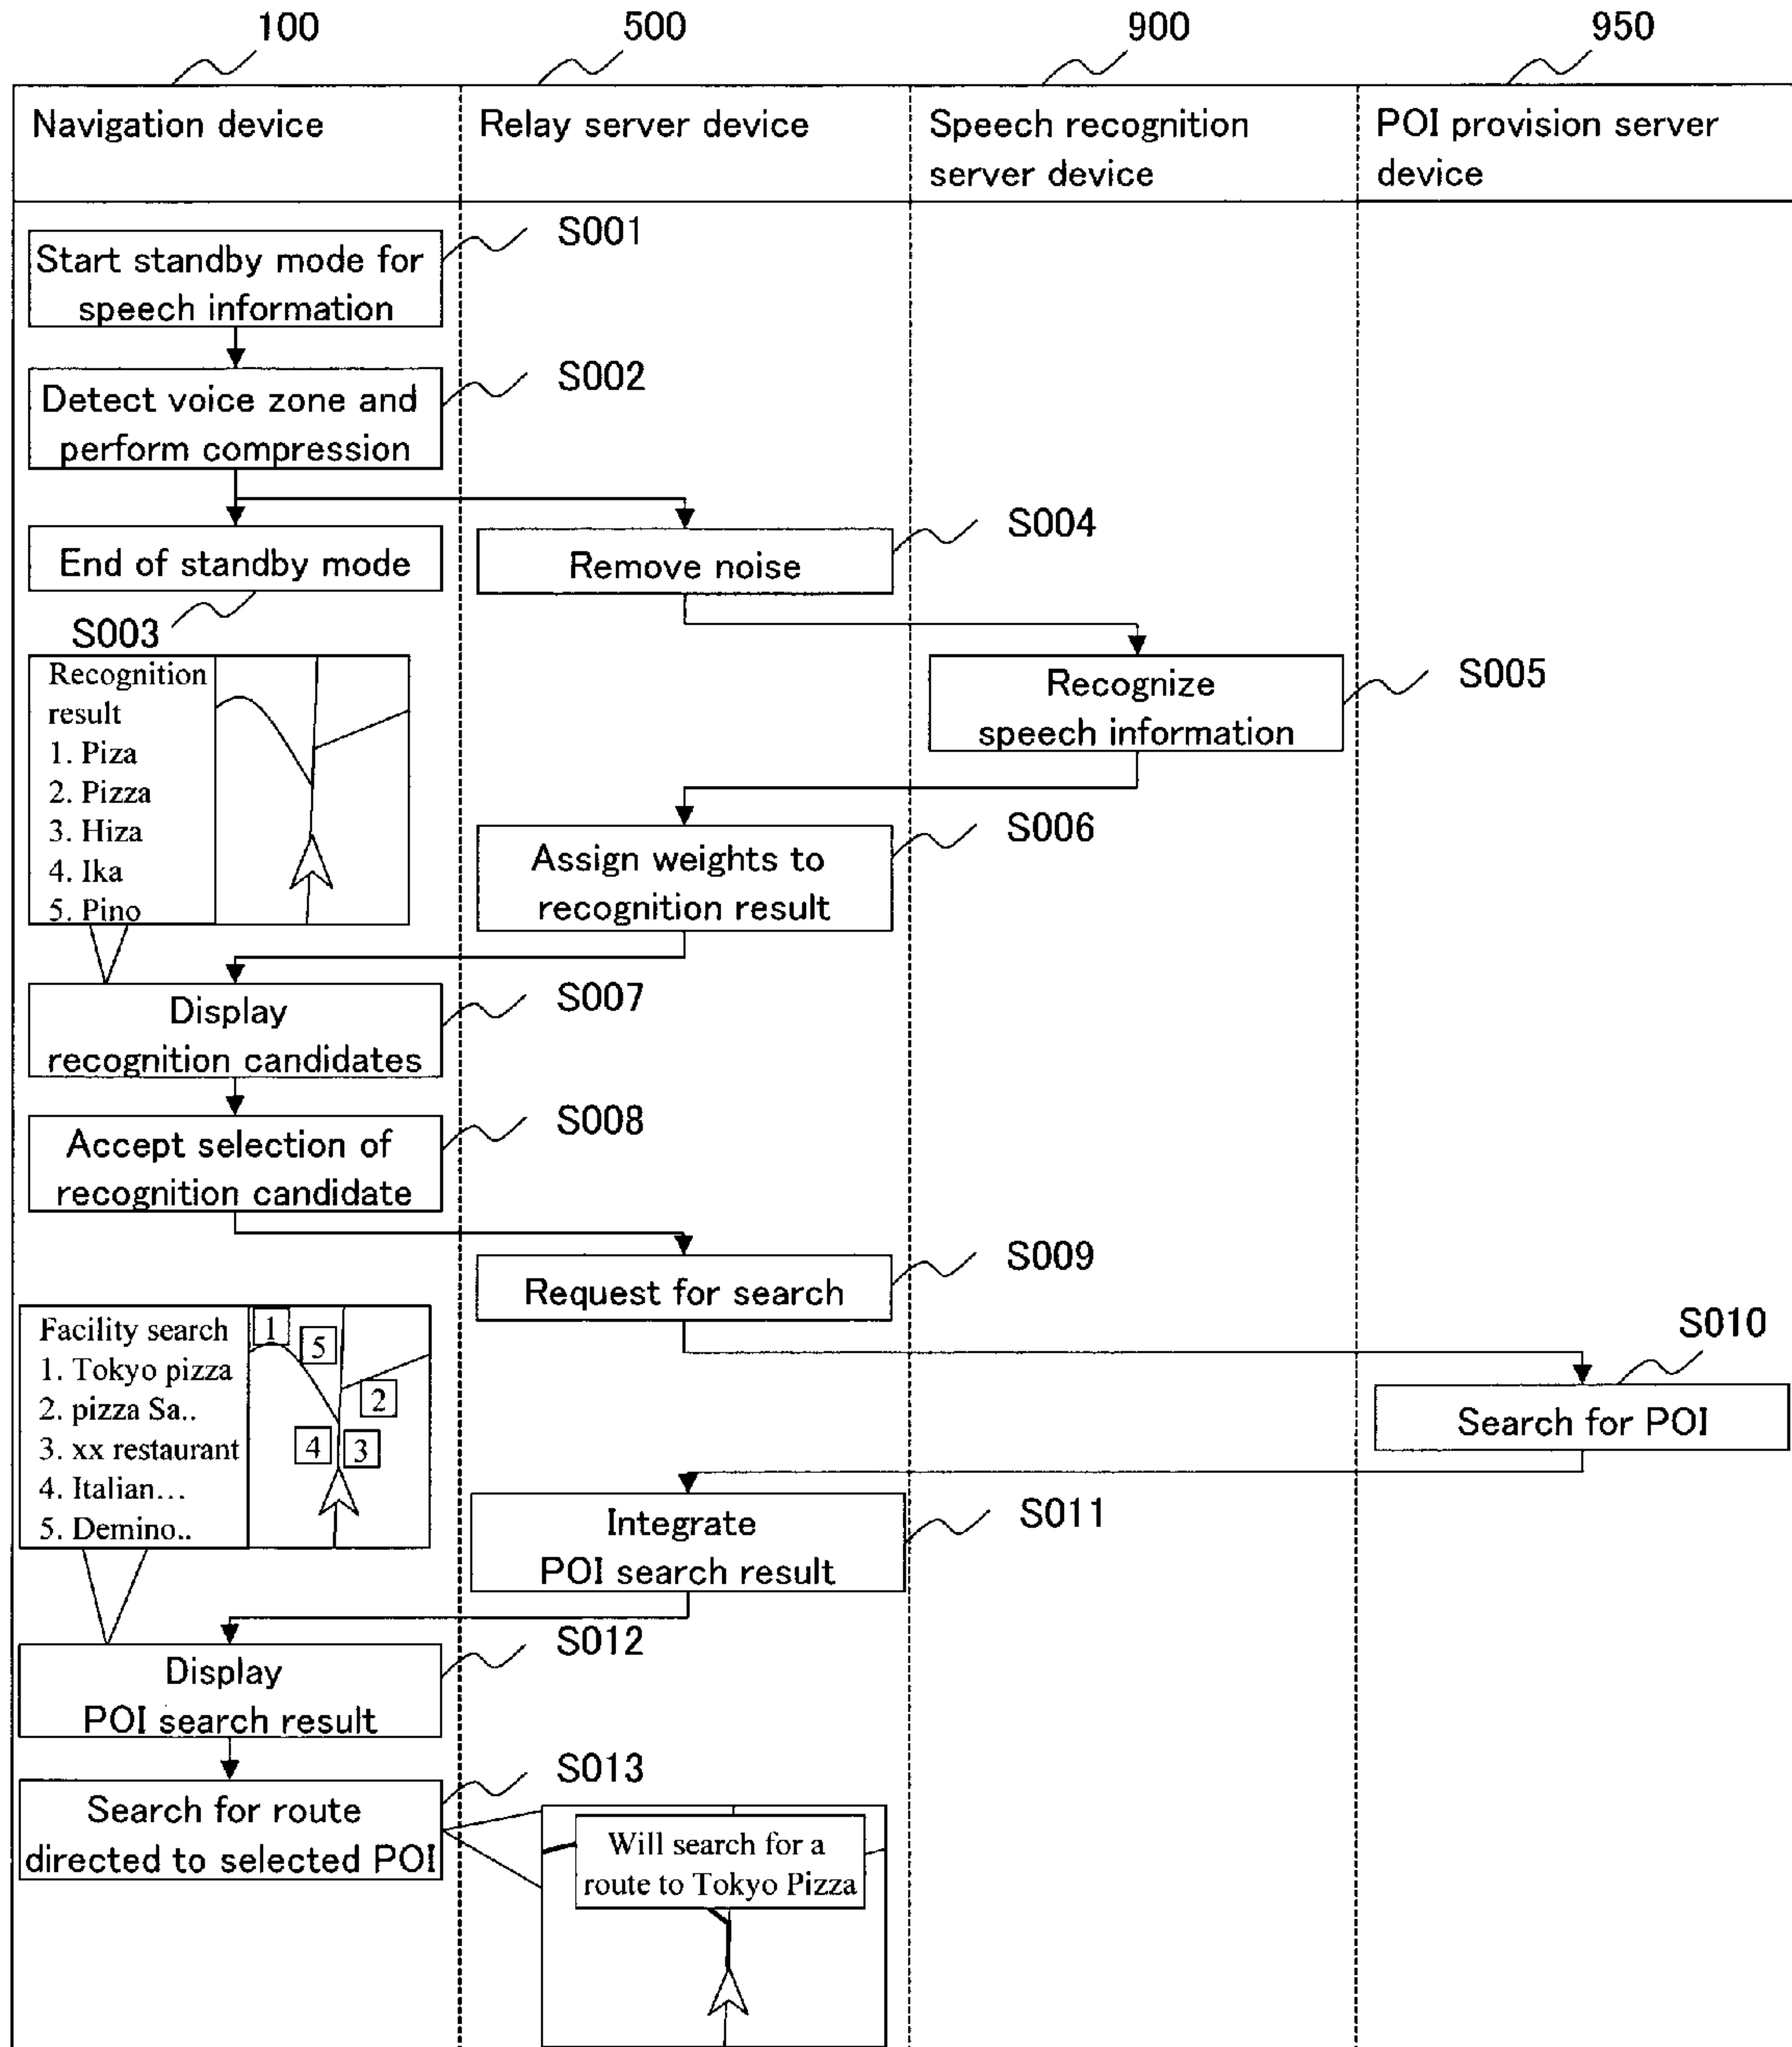 100
500
900
950
Navigation device
Relay server device
Speech recognition
server device
POI provision server
device
S001
Start standby mode for
speech information
S002
Detect voice zone and
perform compression
End of standby mode
S003
S004
Remove noise
S005
Recognize
speech information
Recognition
result
1. Piza
2. Pizza
3. Hiza
4. Ika
5. Pino
S006
Assign weights to
recognition result
S007
Display
recognition candidates
S008
Accept selection of
recognition candidate
S009
Request for search
S010
Search for POI
Facility search
1. Tokyo pizza
2. pizza Sa..
3. xx restaurant
4. Italian...
5. Demino..
1
5
2
4
3
S011
Integrate
POI search result
S012
Display
POI search result
S013
Search for route
directed to selected POI
Will search for a
route to Tokyo Pizza